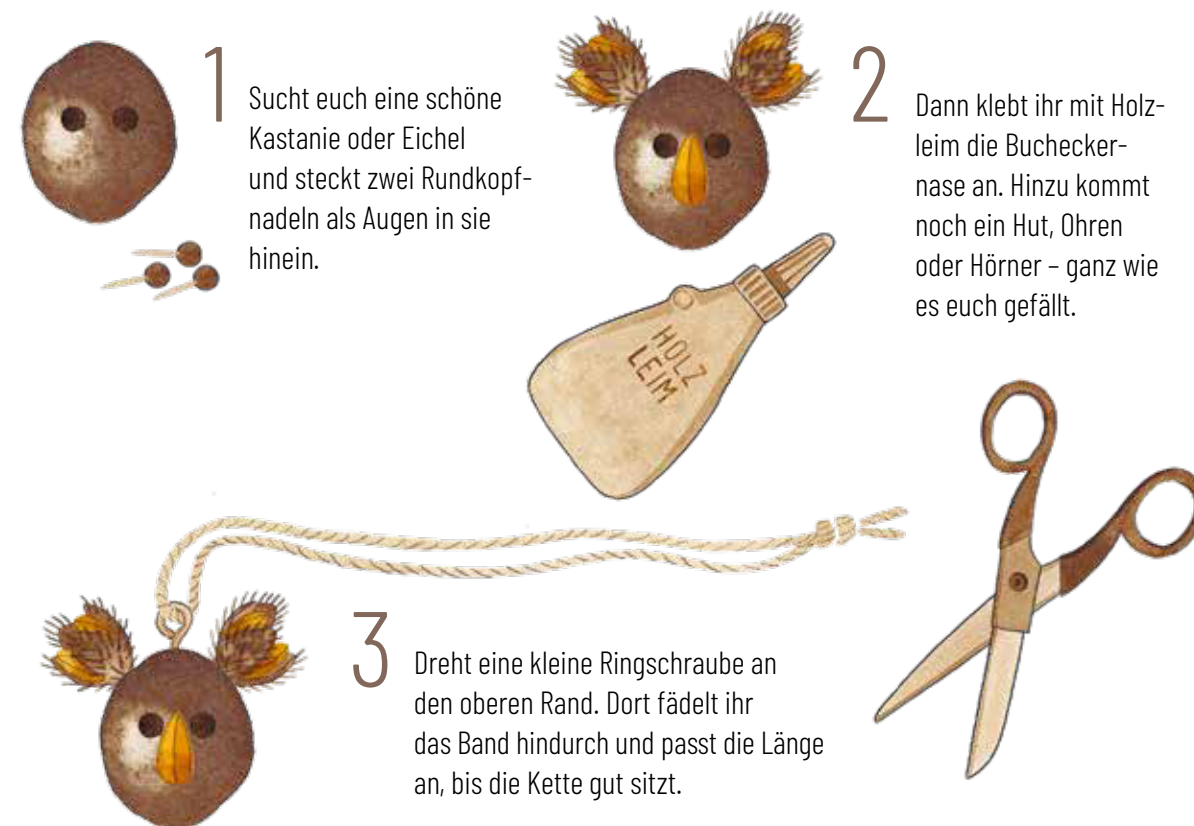 1
Sucht euch eine schöne
Kastanie oder Eichel
und steckt zwei Rundkopf-
nadeln als Augen in sie
hinein.
2
Dann klebt ihr mit Holz-
leim die Buchecker-
nase an. Hinzu kommt
noch ein Hut, Ohren
oder Hörner – ganz wie
es euch gefällt.
HOLZ
LEIM
3
Dreht eine kleine Ringschraube an
den oberen Rand. Dort fädelt ihr
das Band hindurch und passt die Länge
an, bis die Kette gut sitzt.